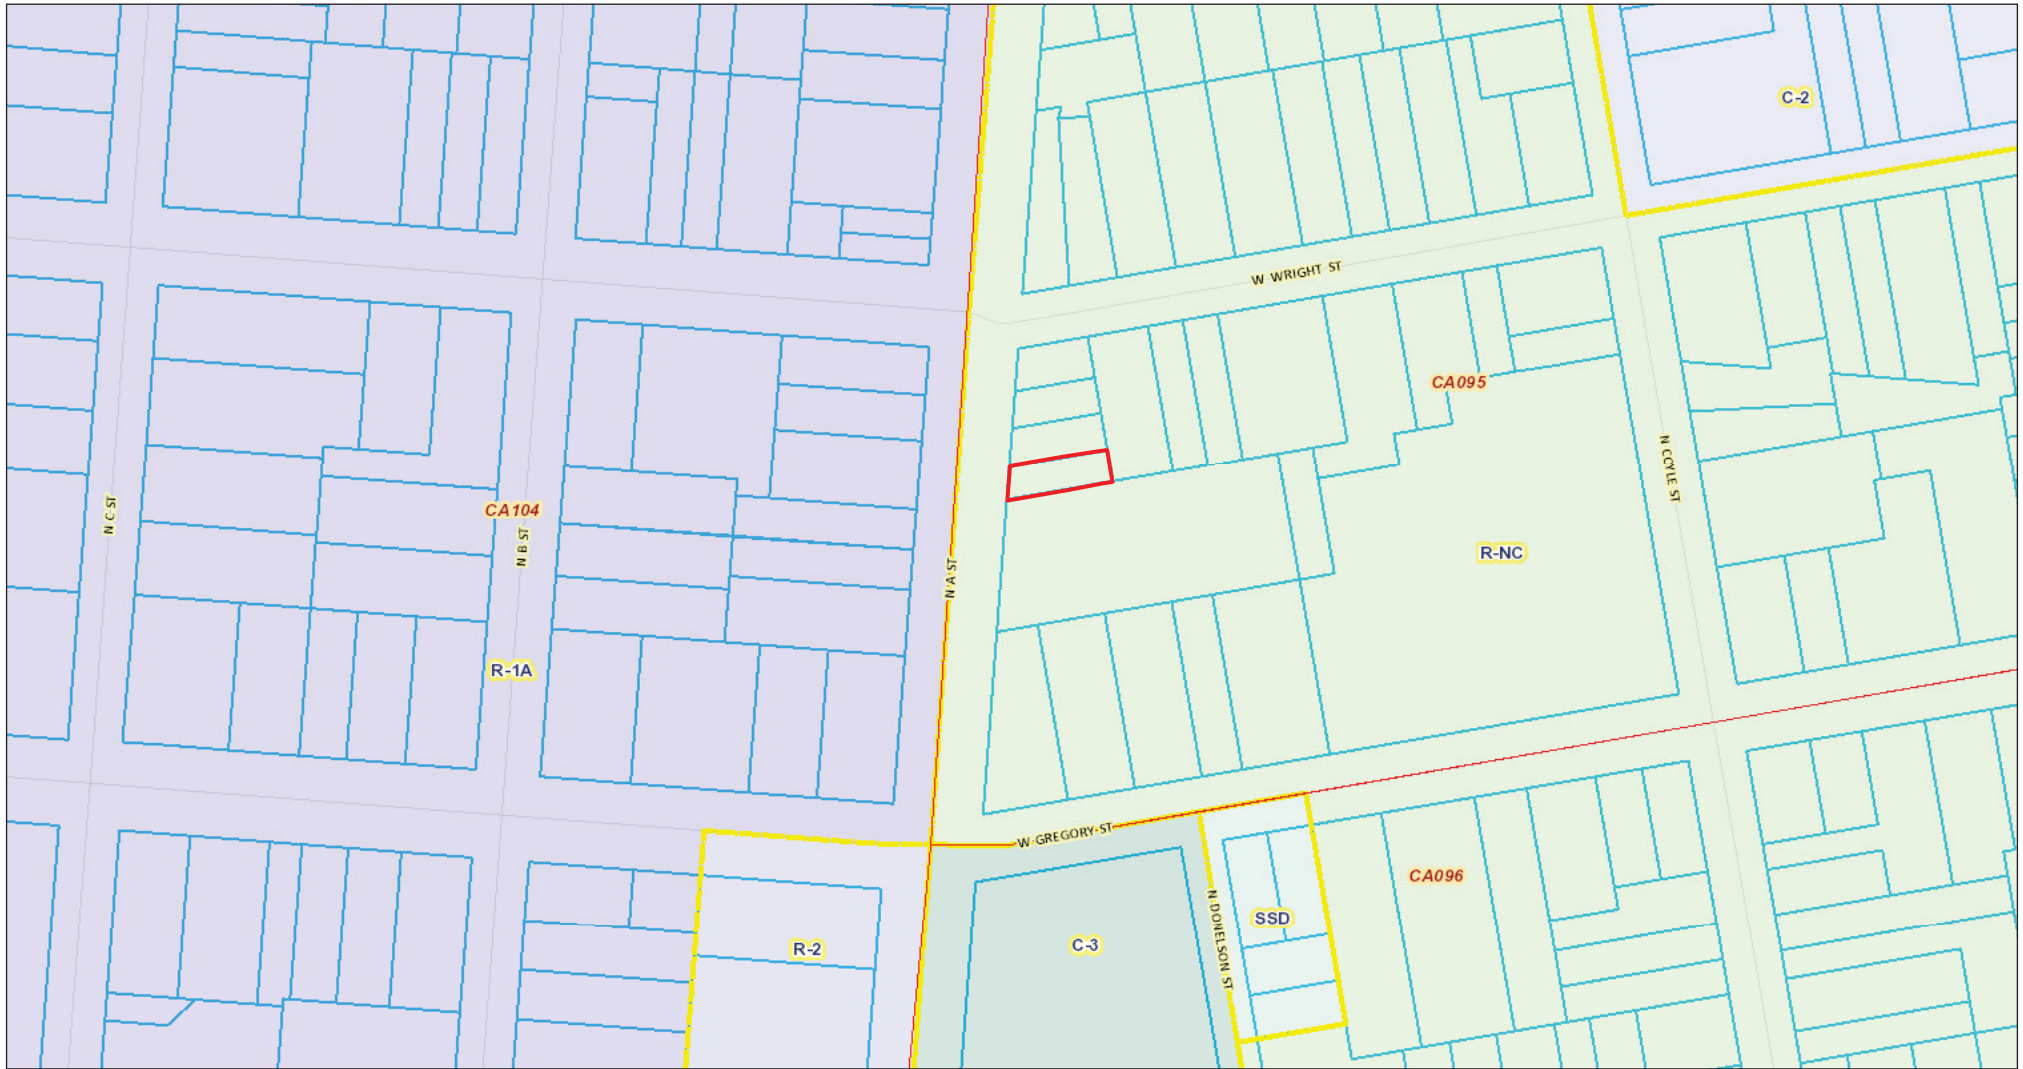 C-2
W WRIGHT ST
CA095
N CCYLE ST
N C ST
CA104
N B ST
R-NC
N A ST
R-1A
W GREGORY ST
CA096
N DONELSON ST
SSD
R-2
C-3